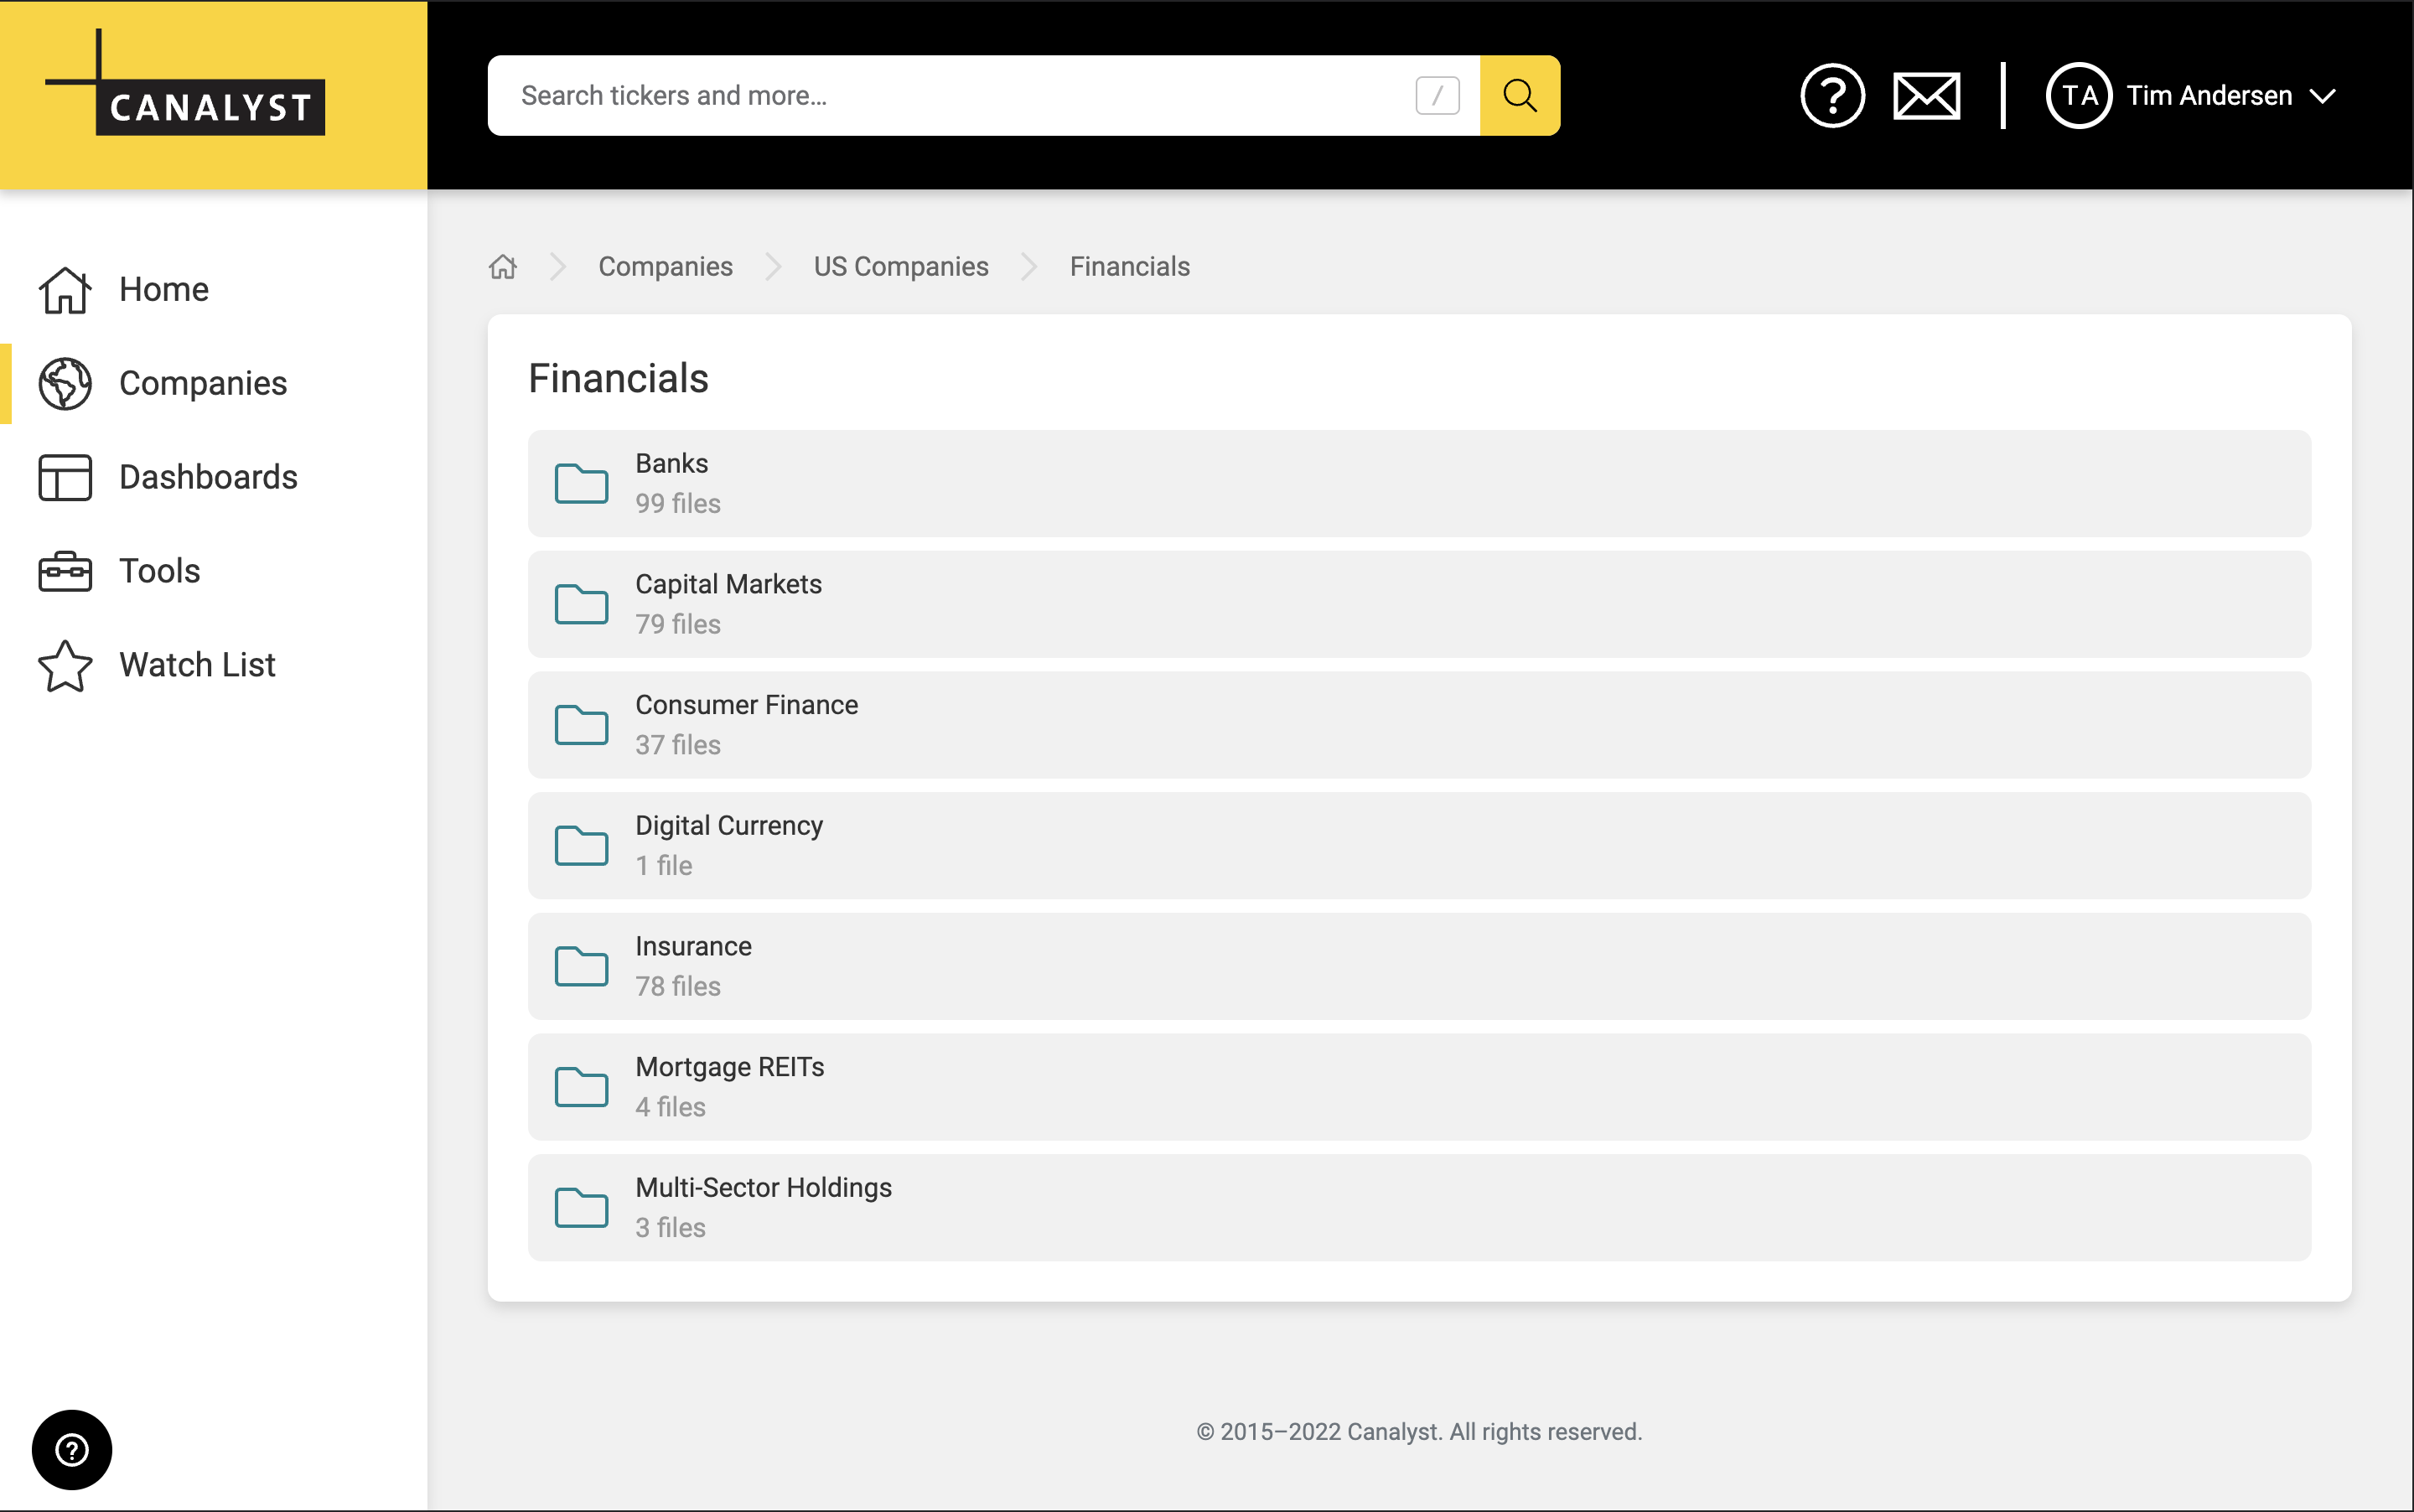 CANALYST
Search tickers and more...
/
?
TA
Tim Andersen
Home
Companies
Dashboards
Tools
Watch List
Companies
US Companies
Financials
Financials
Banks
99 files
Capital Markets
79 files
Consumer Finance
37 files
Digital Currency
1 file
Insurance
78 files
Mortgage REITs
4 files
Multi-Sector Holdings
3 files
© 2015–2022 Canalyst. All rights reserved.
?